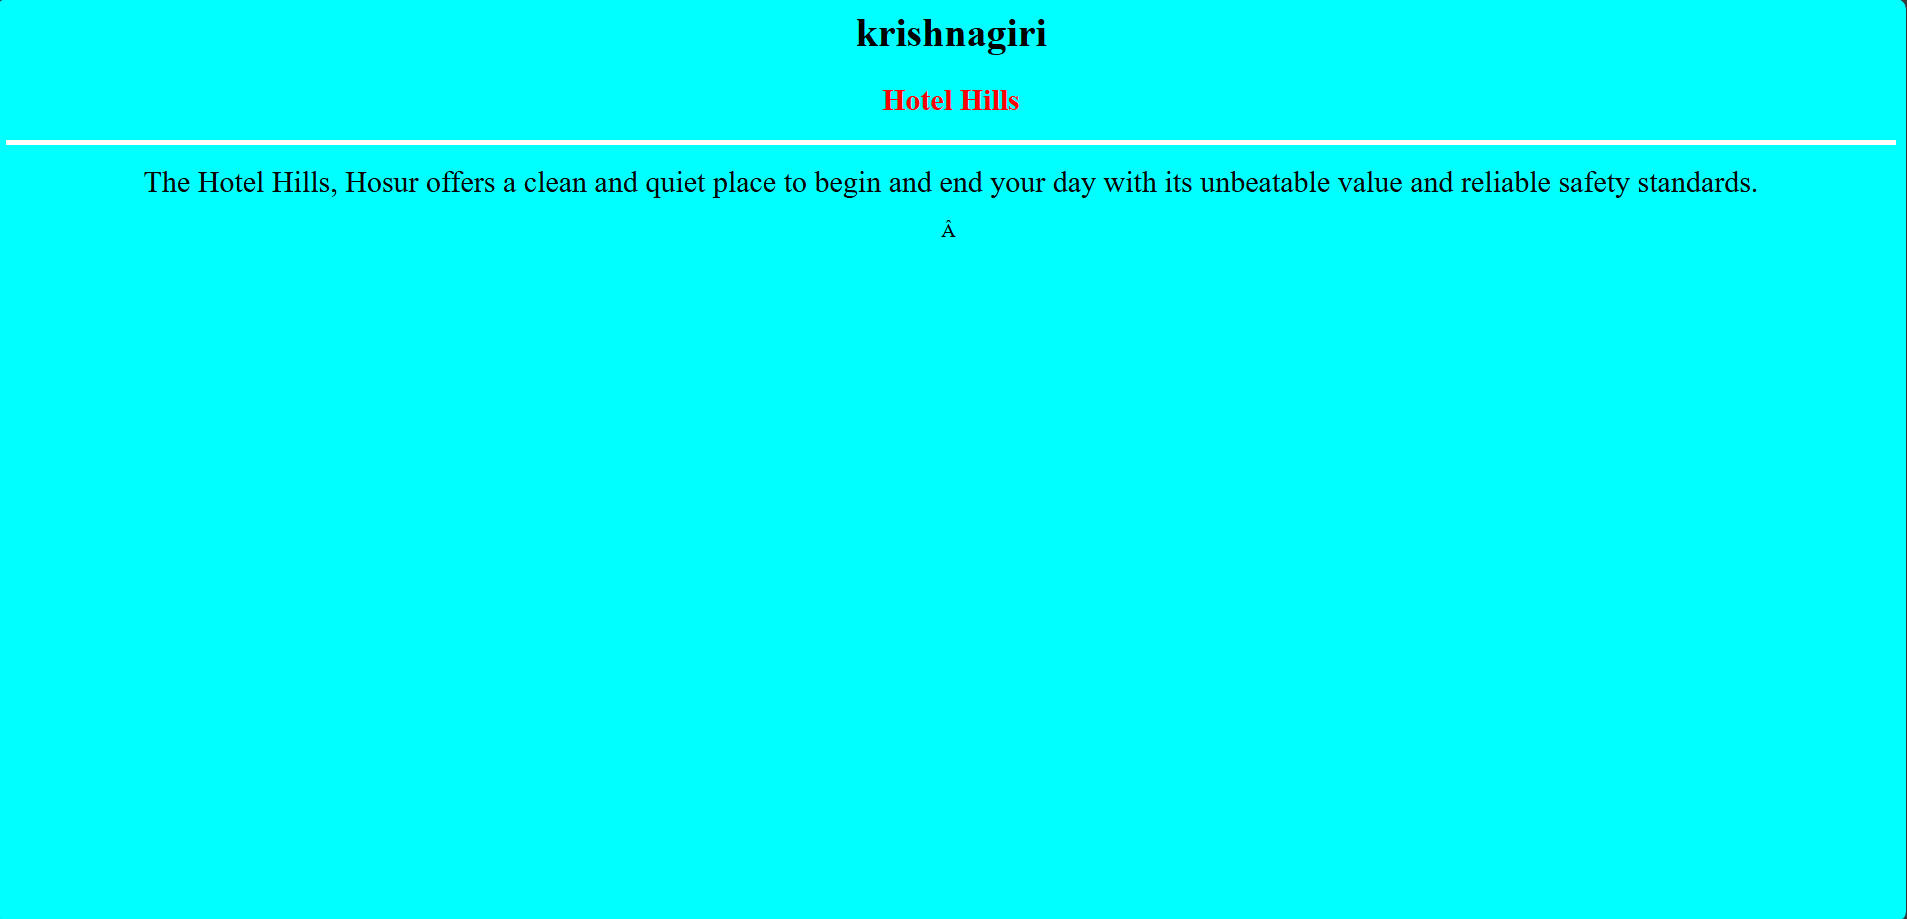 krishnagiri
Hotel Hills
The Hotel Hills, Hosur offers a clean and quiet place to begin and end your day with its unbeatable value and reliable safety standards.
Â